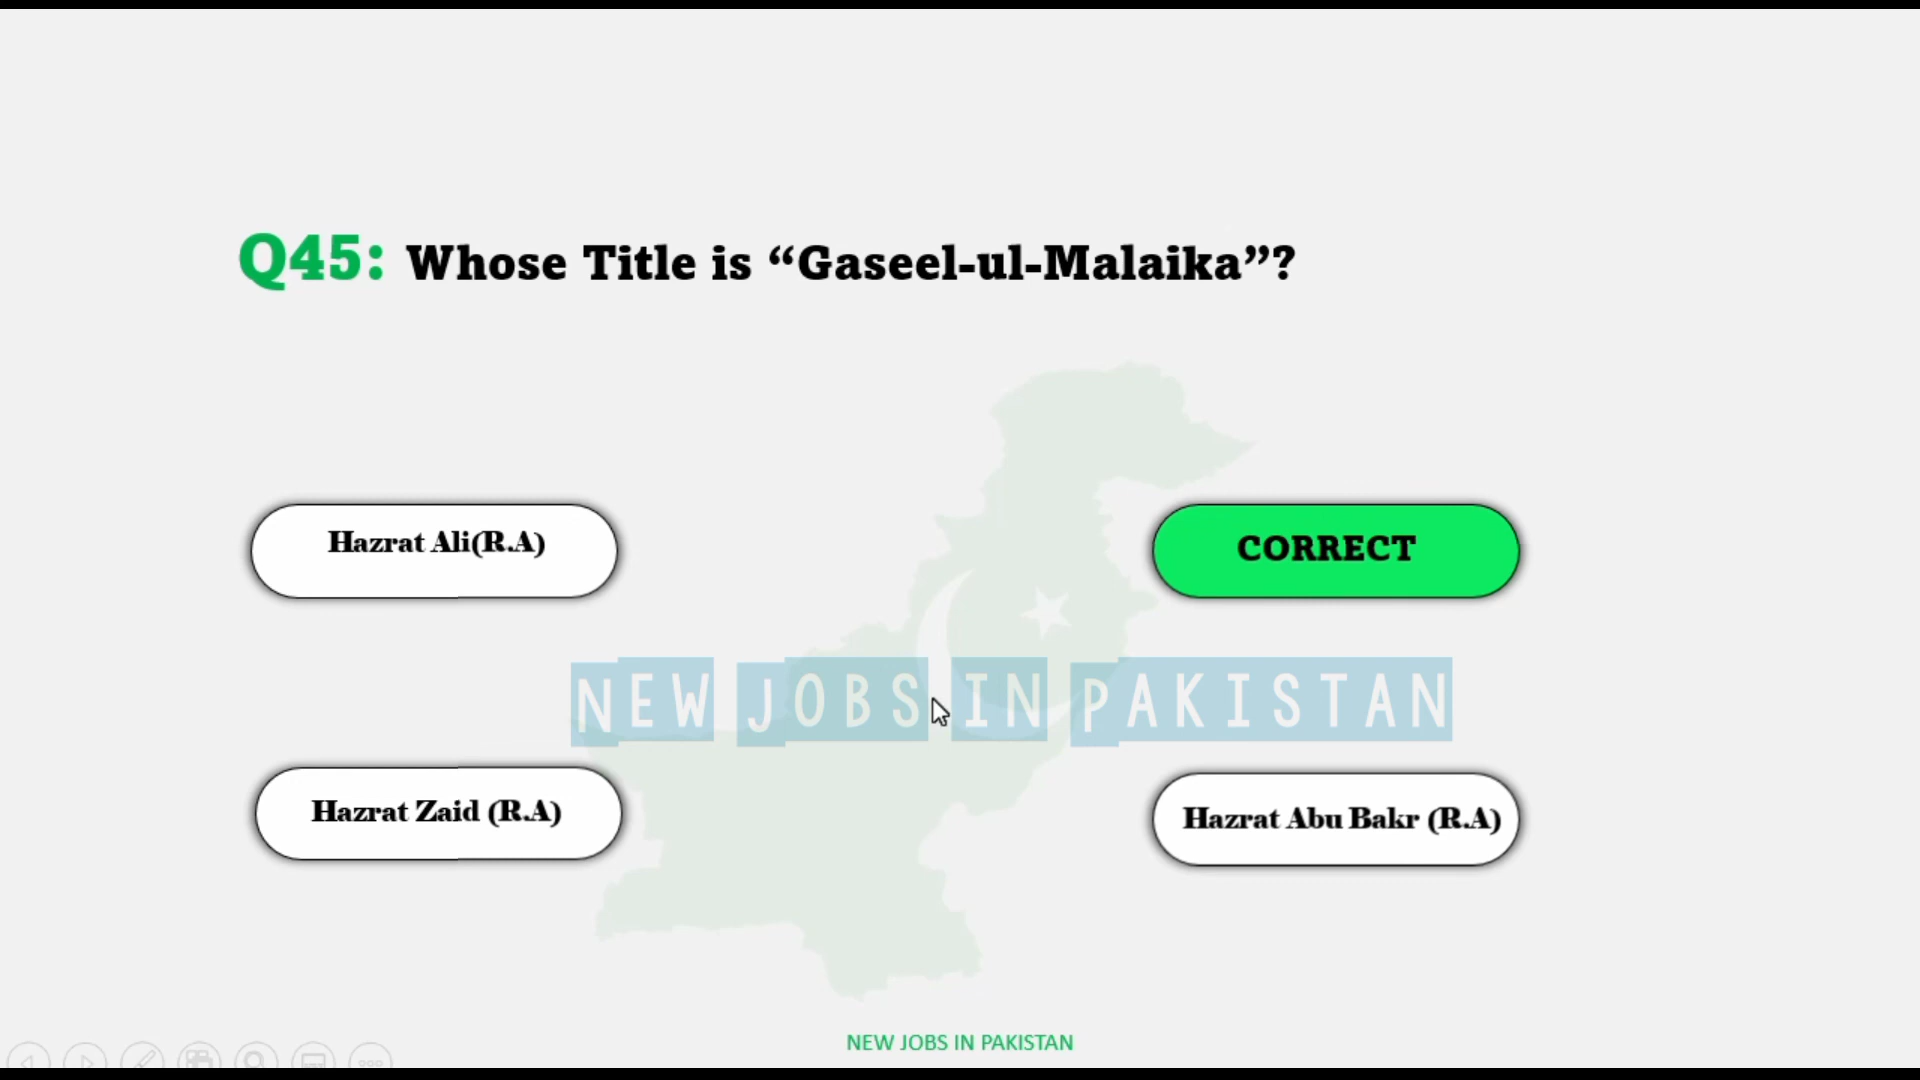 Q45: Whose Title is “Gaseel-ul-Malaika”?
Hazrat Ali(R.A)
CORRECT
NEW JOBS IN PAKISTAN
Hazrat Zaid (R.A)
Hazrat Abu Bakr (R.A)
NEW JOBS IN PAKISTAN